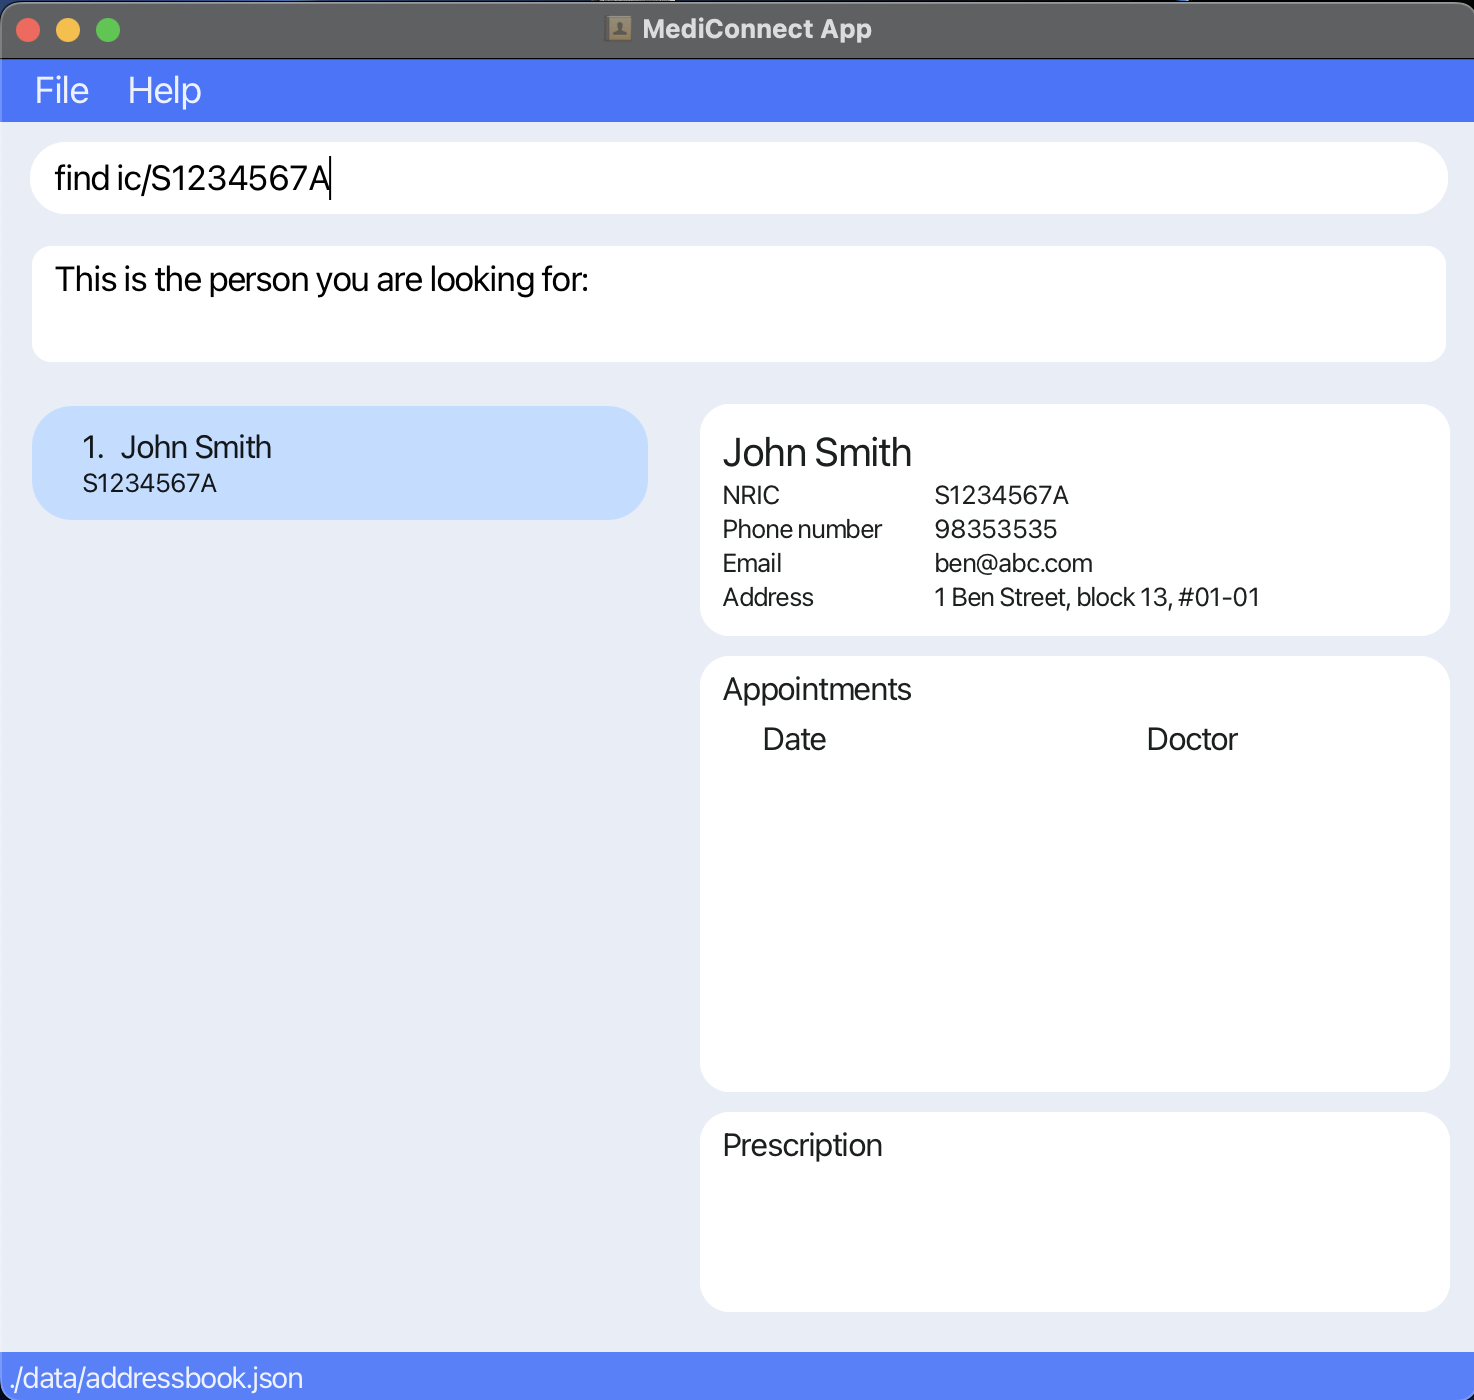 MediConnect App
File Help
find ic/S1234567A
This is the person you are looking for:
1. John Smith
S1234567A
John Smith
NRIC S1234567A
Phone number 98353535
Email ben@abc.com
Address 1 Ben Street, block 13, #01-01
Appointments
Date Doctor
Prescription
./data/addressbook.json